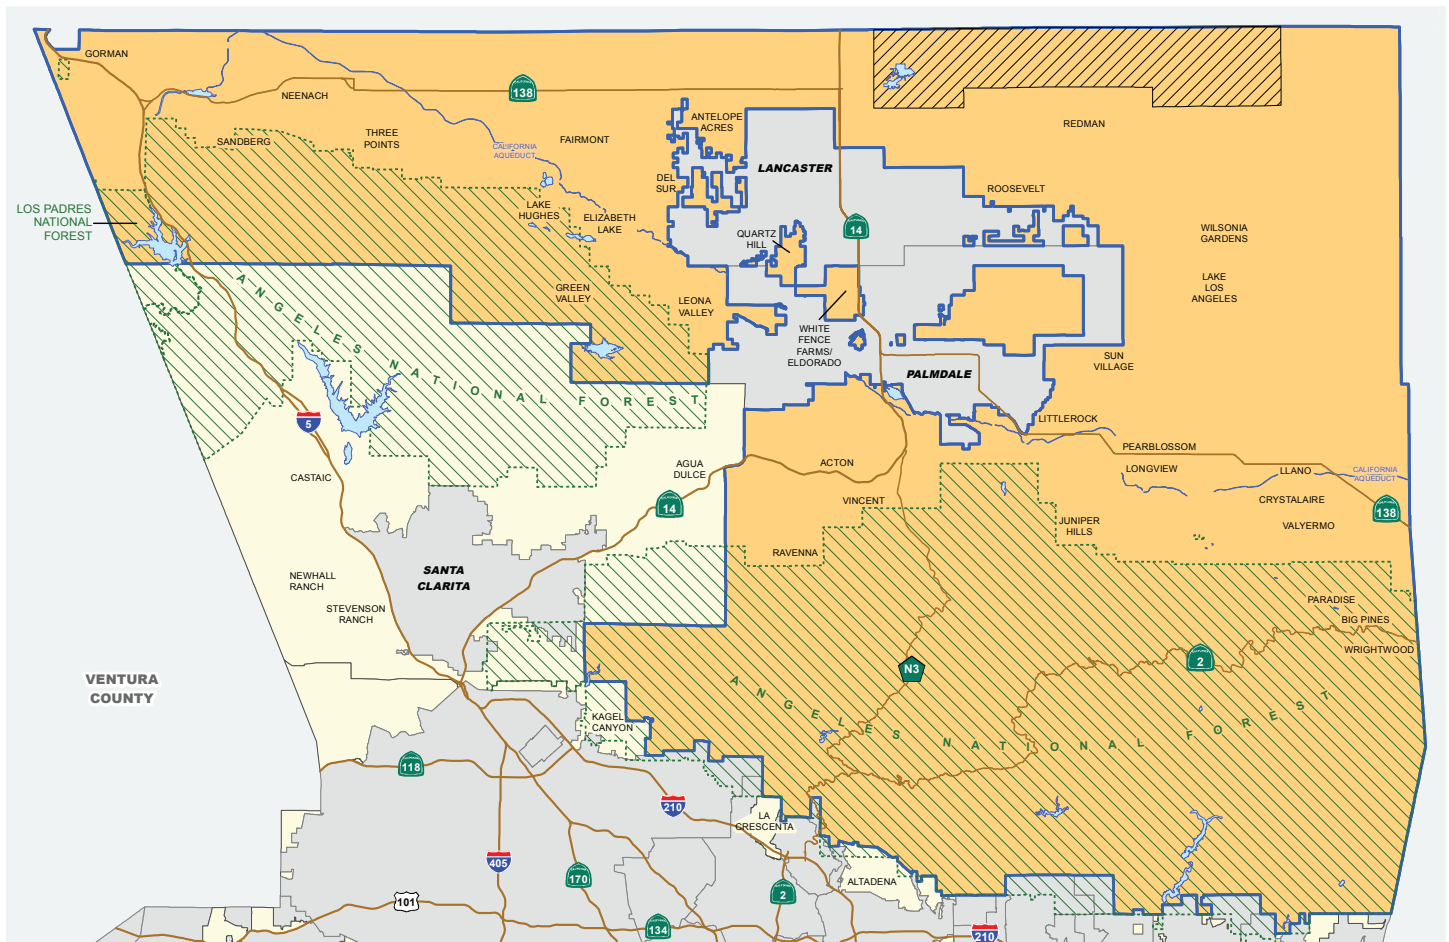 GORMAN
NEENACH
138
SANDBERG
THREE
POINTS
FAIRMONT
CALIFORNIA
AQUEDUCT
ANTELOPE
ACRES
LANCASTER
REDMAN
DEL
SUR
ROOSEVELT
LOS PADRES
NATIONAL
FOREST
LAKE
HUGHES
ELIZABETH
LAKE
14
QUARTZ
HILL
WILSONIA
GARDENS
LAKE
LOS
ANGELES
GREEN
VALLEY
LEONA
VALLEY
WHITE
FENCE
FARMS/
ELDORADO
SUN
VILLAGE
PALMDALE
ANGELES NATIONAL FOREST
5
LITTLEROCK
PEARBLOSSOM
CASTAIC
AGUA
DULCE
ACTON
LONGVIEW
LLANO
CALIFORNIA
AQUEDUCT
14
VINCENT
CRYSTALAIRE
138
JUNIPER
HILLS
VALYERMO
RAVENNA
SANTA
CLARITA
NEWHALL
RANCH
STEVENSON
RANCH
PARADISE
BIG PINES
WRIGHTWOOD
2
N3
VENTURA
COUNTY
ANGELES NATIONAL FOREST
KAGEL
CANYON
118
210
LA
CRESCENTA
405
170
2
ALTADENA
101
134
210